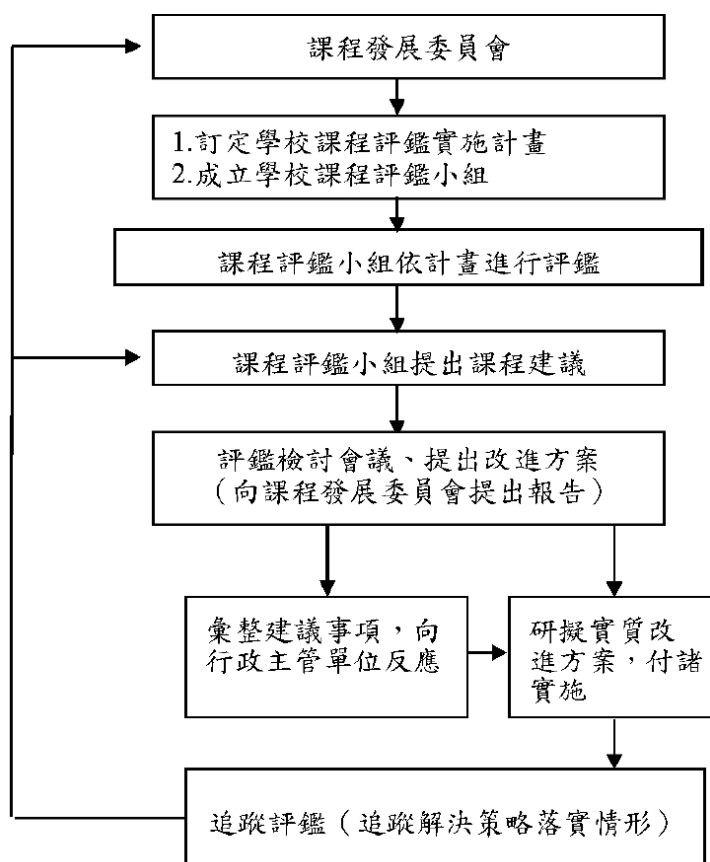 課程發展委員會
1.訂定學校課程評鑑實施計畫
2.成立學校課程評鑑小組
課程評鑑小組依計畫進行評鑑
課程評鑑小組提出課程建議
評鑑檢討會議、提出改進方案
（向課程發展委員會提出報告）
彙整建議事項，向
行政主管單位反應
研擬實質改
進方案，付諸
實施
追蹤評鑑（追蹤解決策略落實情形）